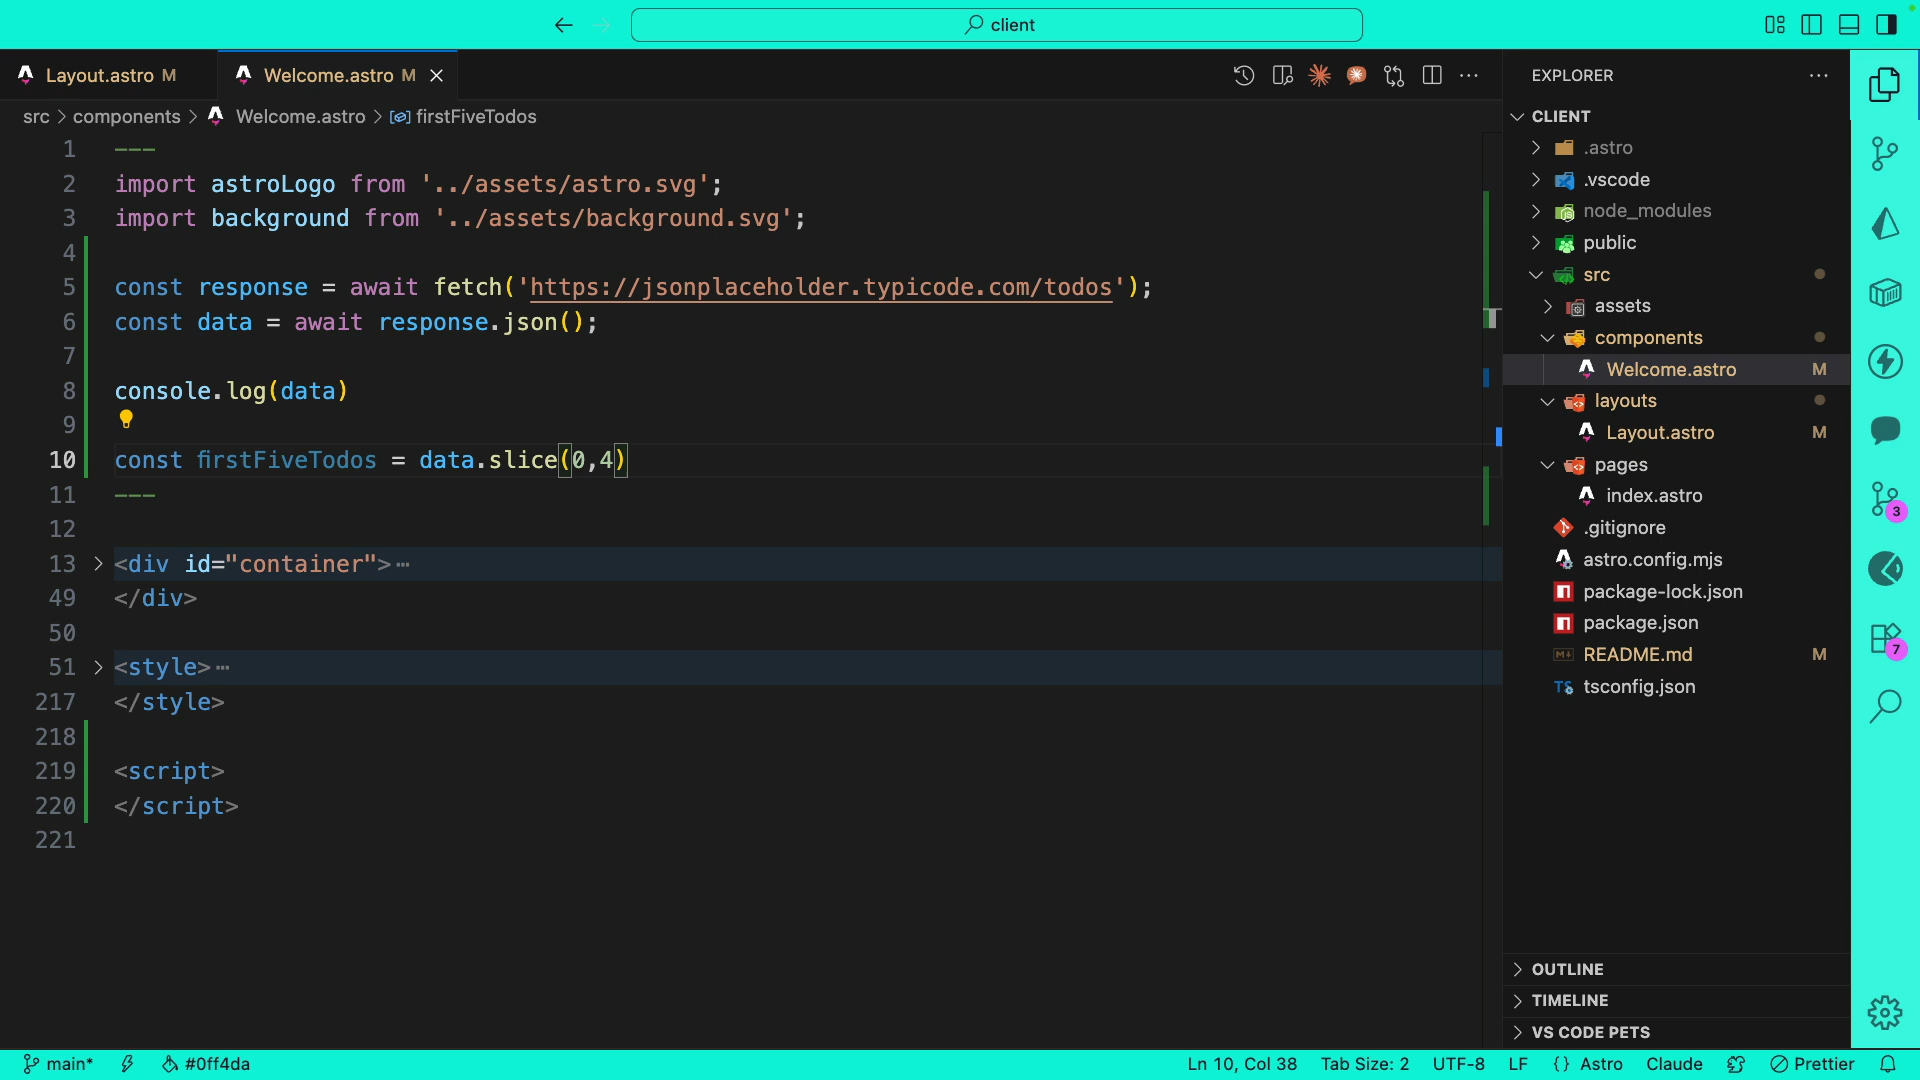 client
Layout.astro M
Welcome.astro M
src > components > Welcome.astro > firstFiveTodos
1 ---
2 import astroLogo from '../assets/astro.svg';
3 import background from '../assets/background.svg';
4
5 const response = await fetch('https://jsonplaceholder.typicode.com/todos');
6 const data = await response.json();
7
8 console.log(data)
9
10 const firstFiveTodos = data.slice(0,4)
11 ---
12
13 <div id="container">⋯
49 </div>
50
51 <style>⋯
217 </style>
218
219 <script>
220 </script>
221
EXPLORER
CLIENT
.astro
.vscode
node_modules
public
src
assets
components
Welcome.astro M
layouts
Layout.astro M
pages
index.astro
.gitignore
astro.config.mjs
package-lock.json
package.json
README.md M
TS tsconfig.json
OUTLINE
TIMELINE
VS CODE PETS
3
7
main*
#0ff4da
Ln 10, Col 38
Tab Size: 2
UTF-8
LF
{} Astro
Claude
Prettier